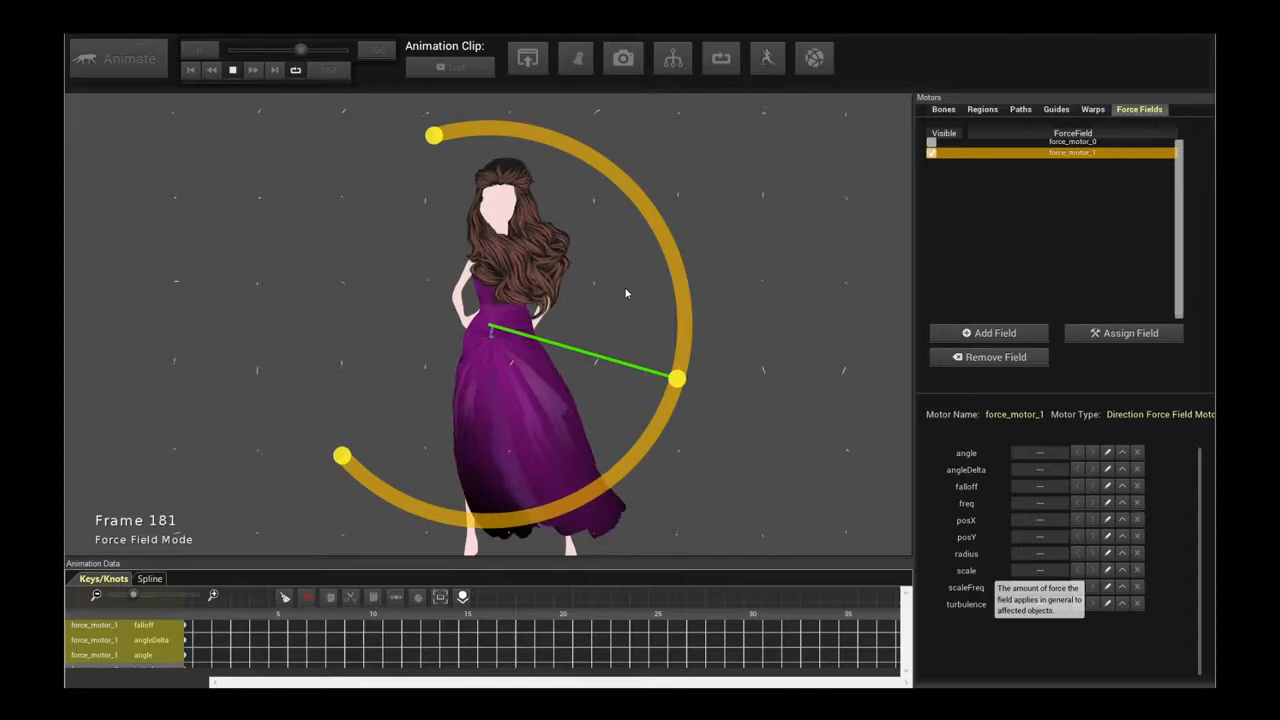 Animate
Animation Clip:
Motors
Bones Regions Paths Guides Warps Force Fields
Visible ForceField
force_motor_0
force_motor_1
Add Field Assign Field
Remove Field
Motor Name: force_motor_1 Motor Type: Direction Force Field Moto
angle ---
angleDelta ---
falloff ---
freq ---
posX ---
posY ---
radius ---
scale ---
scaleFreq
turbulence
The amount of force the
field applies in general to
affected objects.
Frame 181
Force Field Mode
Animation Data
Keys/Knots Spline
5 10 15 20 25 30 35
force_motor_1 falloff
force_motor_1 angleDelta
force_motor_1 angle